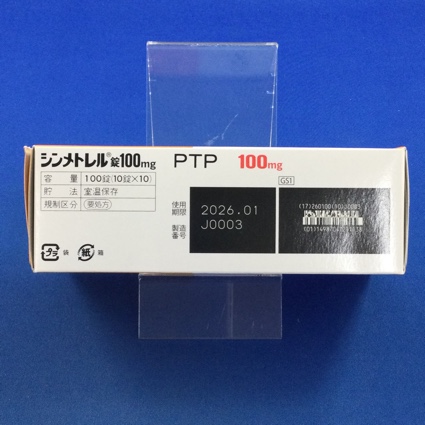 シンメトレル®錠100mg PTP 100mg
容量 100錠(10錠×10)
貯法 室温保存
規制区分 (要処方)
GS1
使用期限 2026.01
製造番号 J0003
プラ 袋 紙 箱